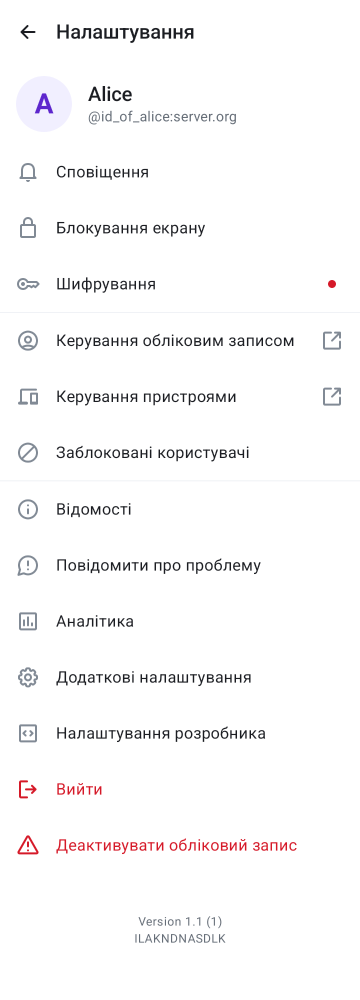 Налаштування
A
Alice
@id_of_alice:server.org
Сповіщення
Блокування екрану
Шифрування
Керування обліковим записом
Керування пристроями
Заблоковані користувачі
Відомості
Повідомити про проблему
Аналітика
Додаткові налаштування
Налаштування розробника
Вийти
Деактивувати обліковий запис
Version 1.1 (1)
ILAKNDNASDLK